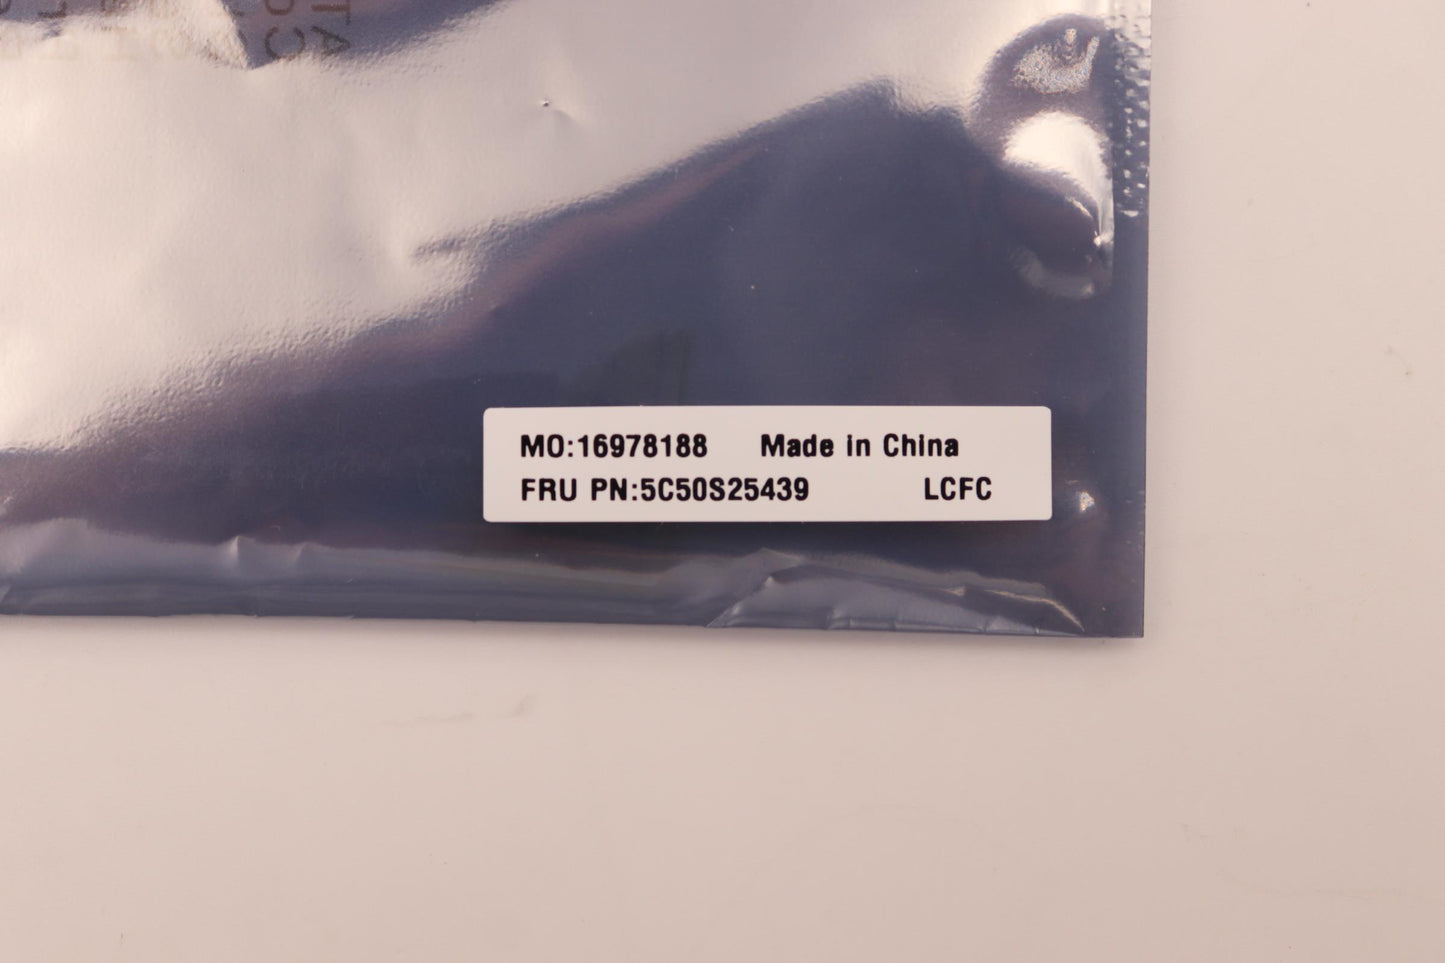 MO:16978188 Made in China
FRU PN:5C50S25439 LCFC